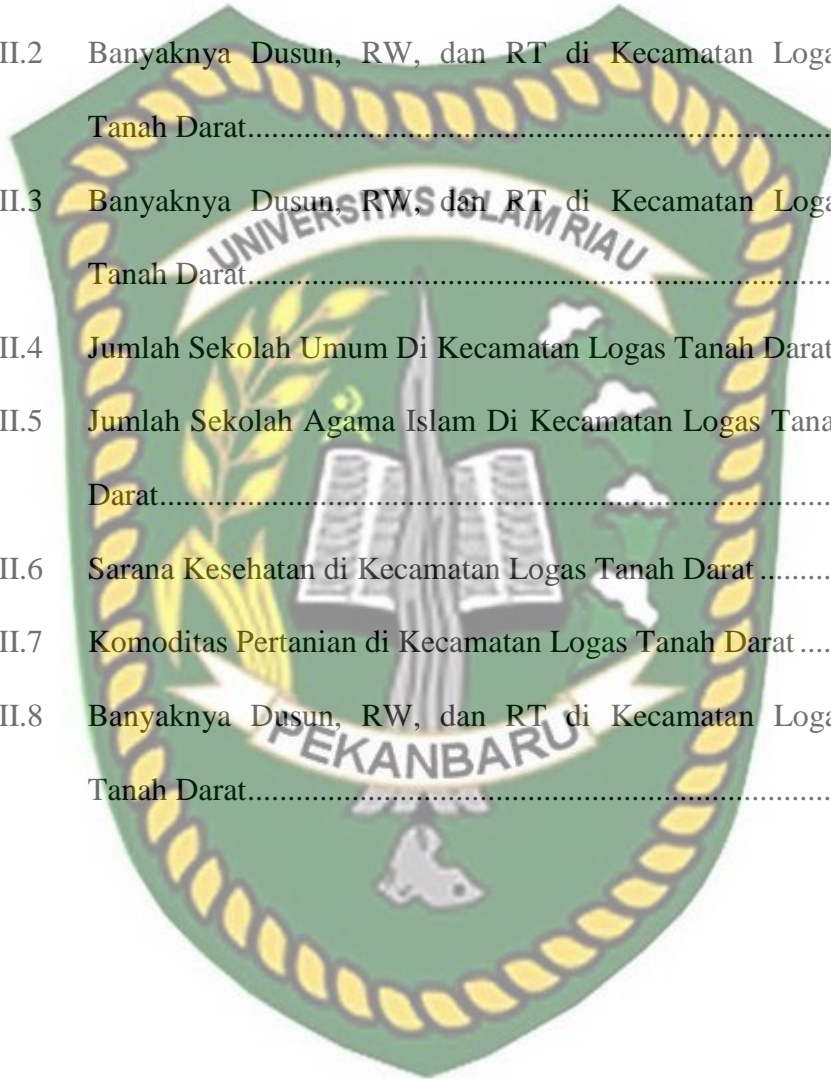 II.2 Banyaknya Dusun, RW, dan RT di Kecamatan Loga
Tanah Darat.......................................................................
II.3 Banyaknya Dusun, RW, dan RT di Kecamatan Loga
Tanah Darat.......................................................................
UNIVERSITAS ISLAM RIAU
II.4 Jumlah Sekolah Umum Di Kecamatan Logas Tanah Darat
II.5 Jumlah Sekolah Agama Islam Di Kecamatan Logas Tana
Darat..................................................................................
II.6 Sarana Kesehatan di Kecamatan Logas Tanah Darat .........
II.7 Komoditas Pertanian di Kecamatan Logas Tanah Darat ....
II.8 Banyaknya Dusun, RW, dan RT di Kecamatan Loga
Tanah Darat.......................................................................
PEKANBARU